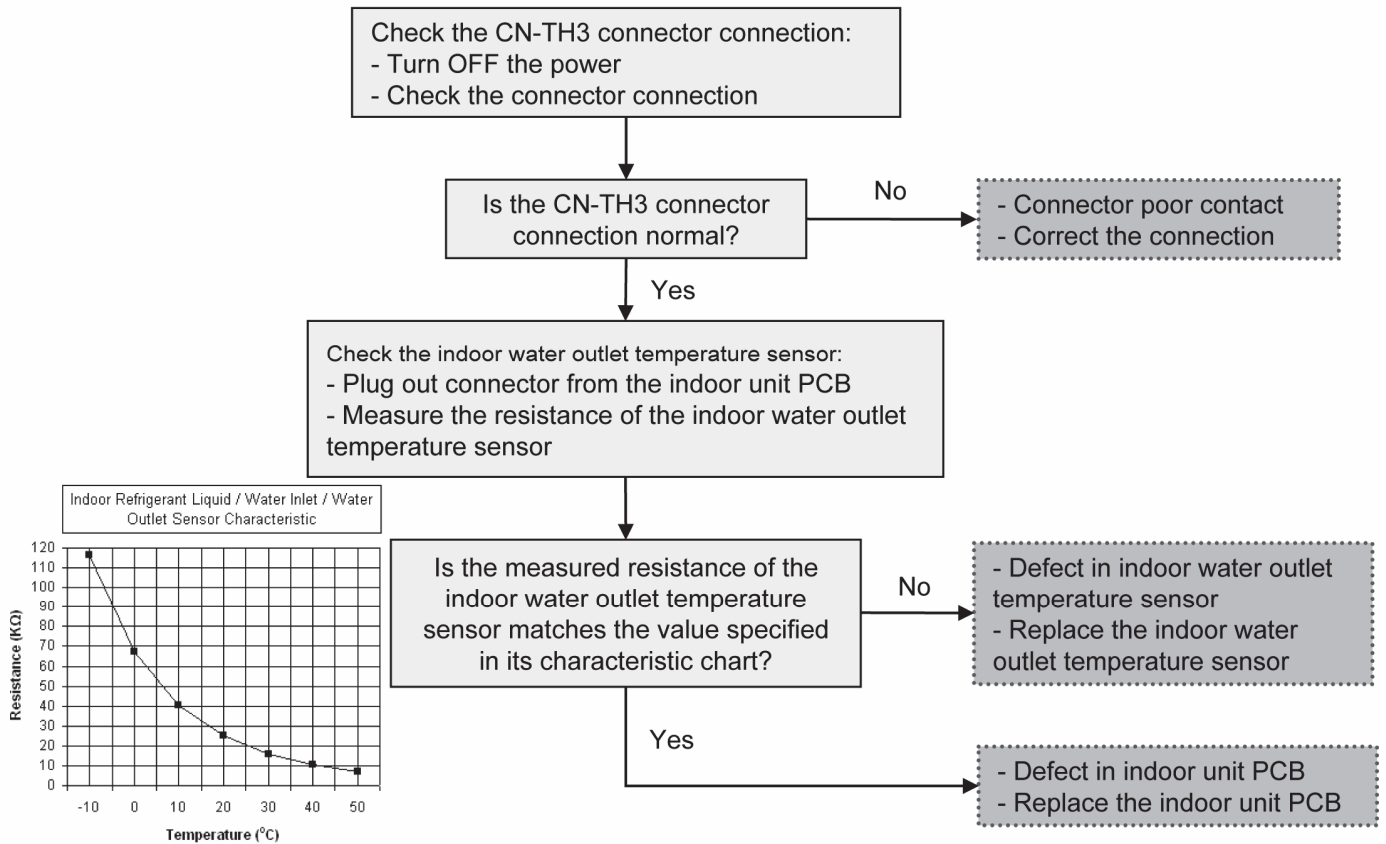 Check the CN-TH3 connector connection:
- Turn OFF the power
- Check the connector connection
Is the CN-TH3 connector
connection normal?
No
- Connector poor contact
- Correct the connection
Yes
Check the indoor water outlet temperature sensor:
- Plug out connector from the indoor unit PCB
- Measure the resistance of the indoor water outlet
temperature sensor
Is the measured resistance of the
indoor water outlet temperature
sensor matches the value specified
in its characteristic chart?
No
- Defect in indoor water outlet
temperature sensor
- Replace the indoor water
outlet temperature sensor
Yes
- Defect in indoor unit PCB
- Replace the indoor unit PCB
Indoor Refrigerant Liquid / Water Inlet / Water
Outlet Sensor Characteristic
Resistance (KΩ)
120
110
100
90
80
70
60
50
40
30
20
10
0
-10 0 10 20 30 40 50
Temperature (°C)